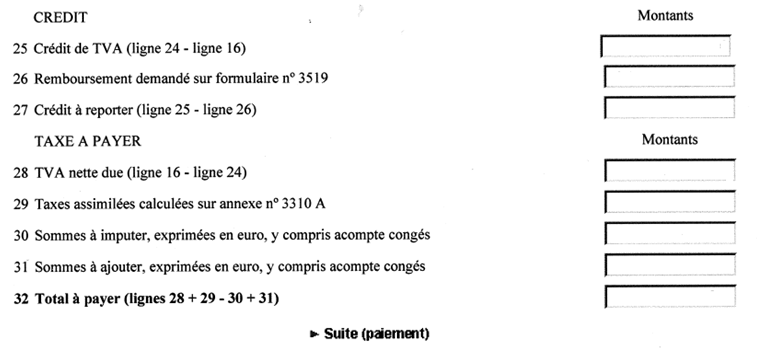 CREDIT Montants
25 Crédit de TVA (ligne 24 - ligne 16)
26 Remboursement demandé sur formulaire n° 3519
27 Crédit à reporter (ligne 25 - ligne 26)
TAXE A PAYER Montants
28 TVA nette due (ligne 16 - ligne 24)
29 Taxes assimilées calculées sur annexe n° 3310 A
30 Sommes à imputer, exprimées en euro, y compris acompte congés
31 Sommes à ajouter, exprimées en euro, y compris acompte congés
32 Total à payer (lignes 28 + 29 - 30 + 31)
► Suite (paiement)